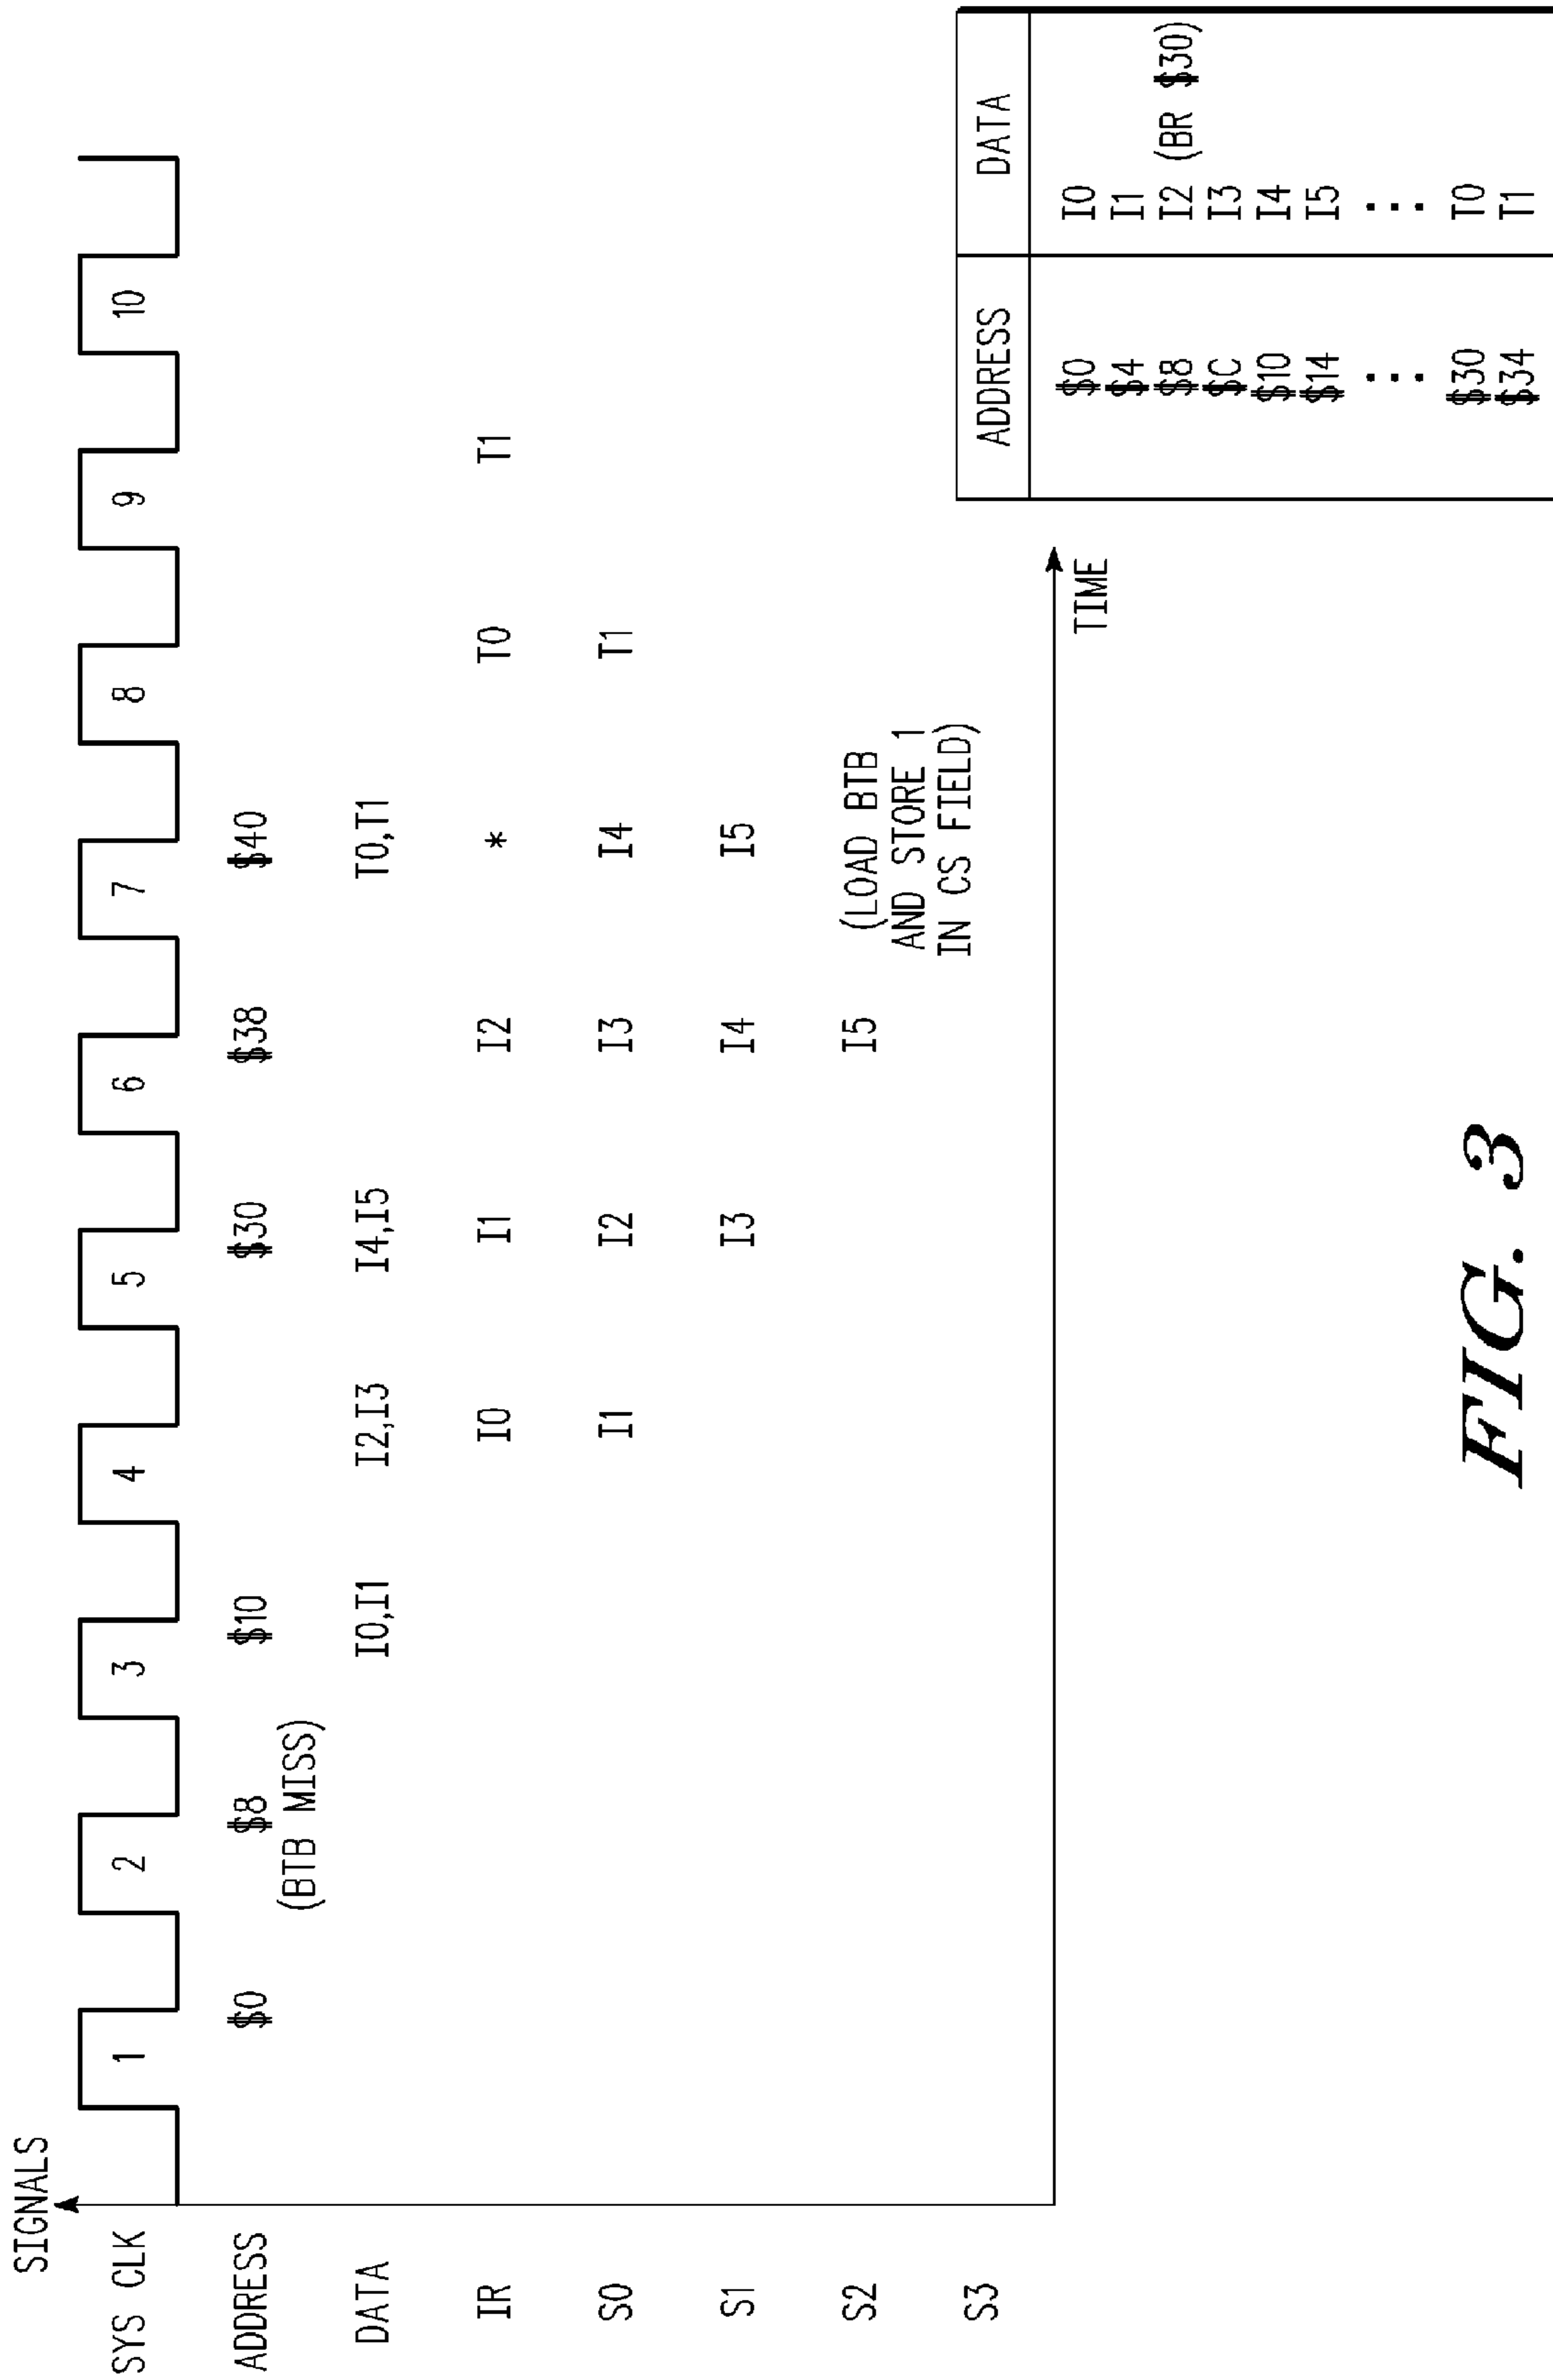 SIGNALS
SYS CLK 1 2 3 4 5 6 7 8 9 10
ADDRESS $0 $8 $10 $30 $38 $40
(BTB MISS)
DATA I0,I1 I2,I3 I4,I5 T0,T1
IR I0 I1 I2 * T0 T1
S0 I1 I2 I3 I4 T1
S1 I3 I4 I5
S2 I5 (LOAD BTB
AND STORE 1
IN CS FIELD)
S3
TIME
ADDRESS DATA
$0 I0
$4 I1
$8 I2 (BR $30)
$C I3
$10 I4
$14 I5
... ...
$30 T0
$34 T1
FIG. 3